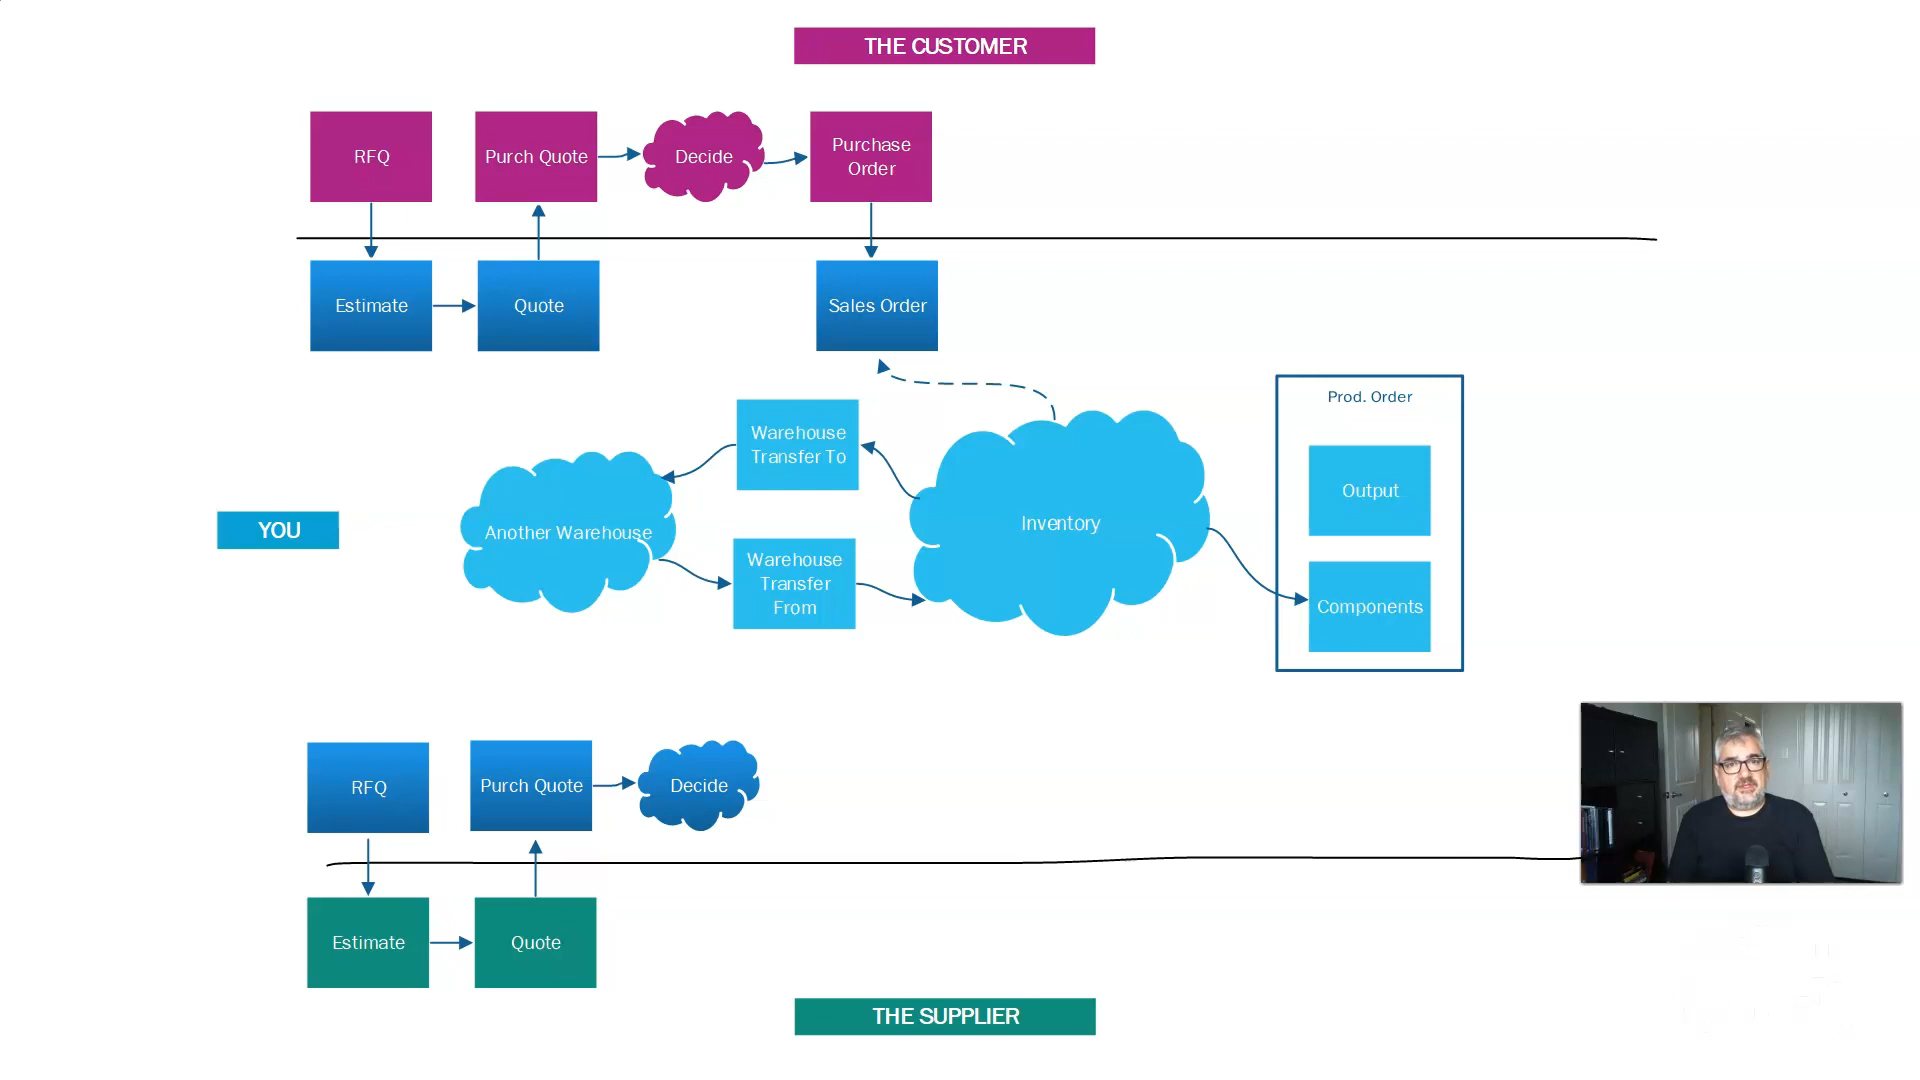 THE CUSTOMER
RFQ
Purch Quote
Decide
Purchase
Order
Estimate
Quote
Sales Order
Prod. Order
Warehouse
Transfer To
Output
YOU
Another Warehouse
Inventory
Warehouse
Transfer
From
Components
RFQ
Purch Quote
Decide
Estimate
Quote
THE SUPPLIER